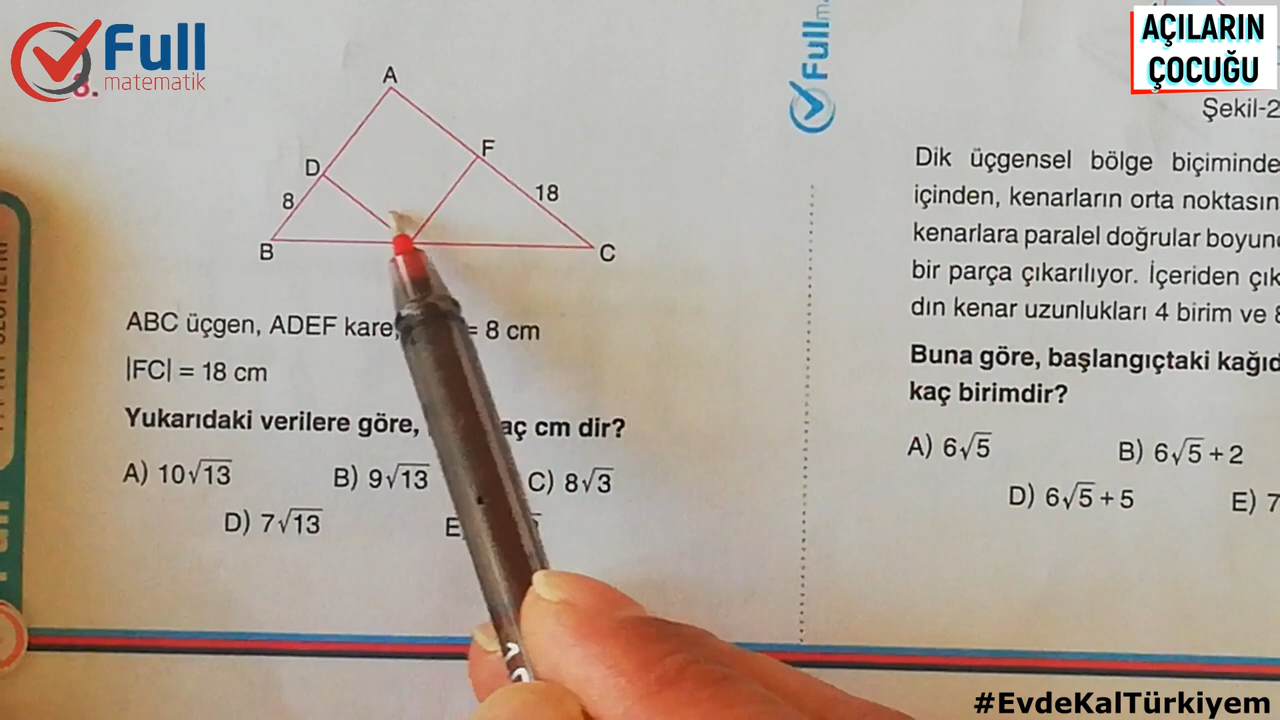 Full
matematik
8.
A
D
F
8
18
B
C
ABC üçgen, ADEF kare, = 8 cm
|FC| = 18 cm
Yukarıdaki verilere göre, aç cm dir?
A) 10√13
B) 9√13
C) 8√3
D) 7√13
E
Full
AÇILARIN
ÇOCUĞU
Şekil-2
Dik üçgensel bölge biçiminde
içinden, kenarların orta noktasın
kenarlara paralel doğrular boyun
bir parça çıkarılıyor. İçeriden çık
dın kenar uzunlukları 4 birim ve 8
Buna göre, başlangıçtaki kağıd
kaç birimdir?
A) 6√5
B) 6√5 + 2
D) 6√5 + 5
E) 7
#EvdeKalTürkiyem